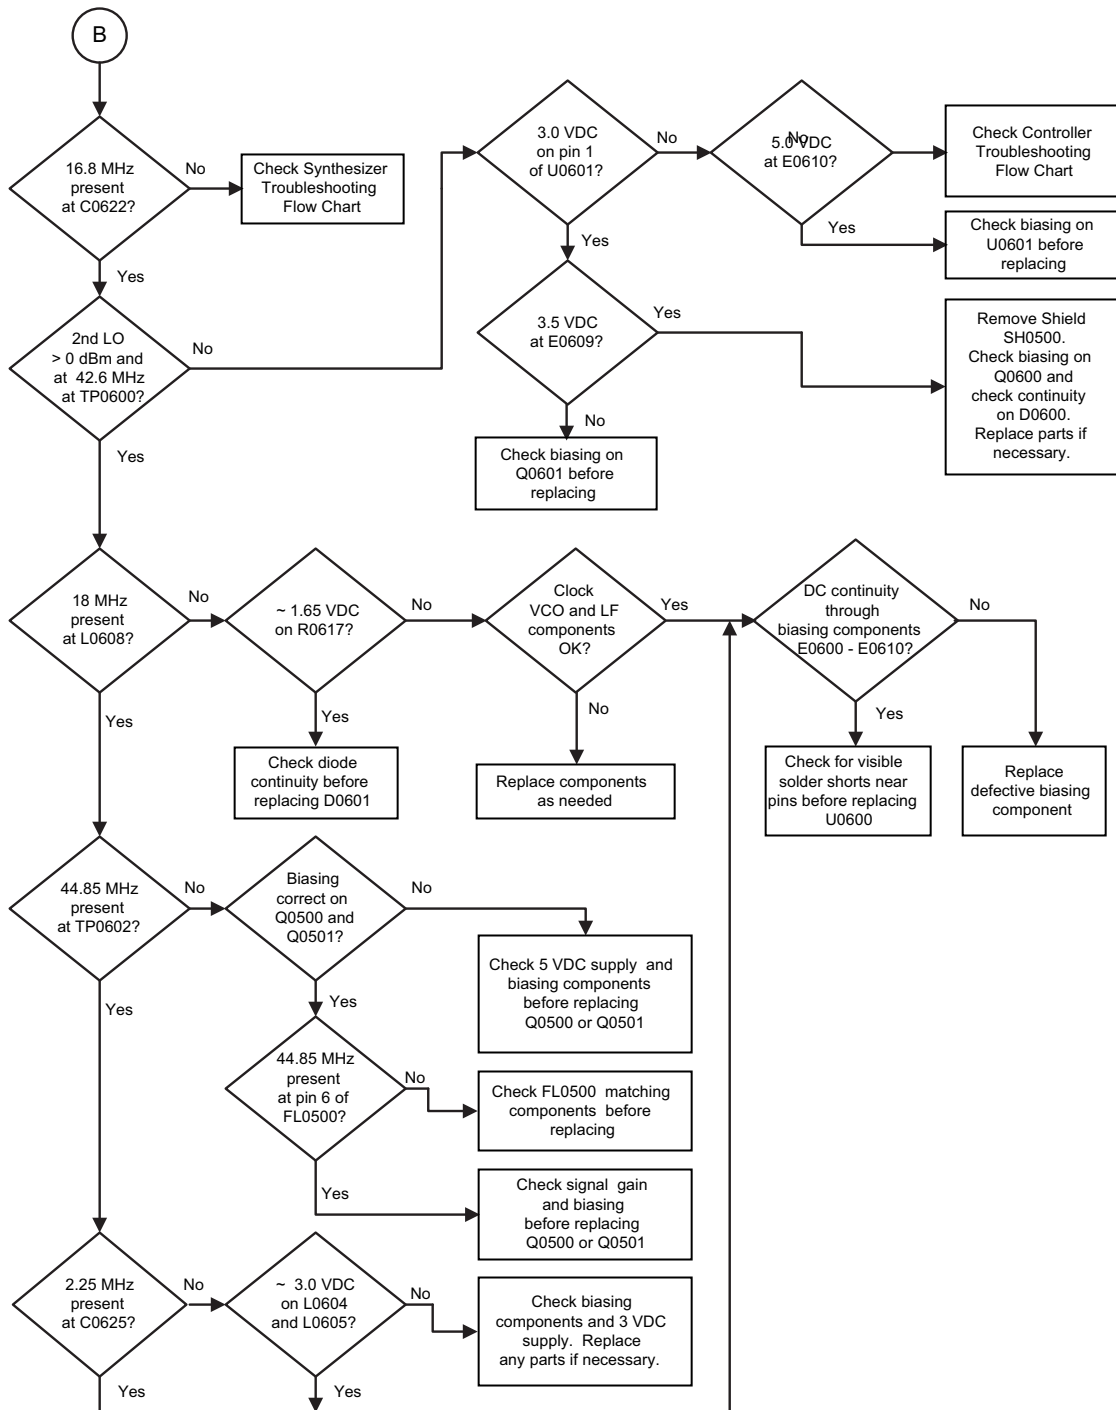 B
16.8 MHz
present
at C0622?
No
Check Synthesizer
Troubleshooting
Flow Chart
Yes
2nd LO
> 0 dBm and
at 42.6 MHz
at TP0600?
No
Yes
3.0 VDC
on pin 1
of U0601?
No
Yes
5.0 VDC
at E0610?
No
Check Controller
Troubleshooting
Flow Chart
Yes
Check biasing on
U0601 before
replacing
3.5 VDC
at E0609?
Yes
Remove Shield
SH0500.
Check biasing on
Q0600 and
check continuity
on D0600.
Replace parts if
necessary.
No
Check biasing on
Q0601 before
replacing
18 MHz
present
at L0608?
No
~ 1.65 VDC
on R0617?
No
Clock
VCO and LF
components
OK?
Yes
DC continuity
through
biasing components
E0600 - E0610?
No
Yes
Yes
No
Yes
Check diode
continuity before
replacing D0601
Replace components
as needed
Check for visible
solder shorts near
pins before replacing
U0600
Replace
defective biasing
component
44.85 MHz
present
at TP0602?
No
Biasing
correct on
Q0500 and
Q0501?
No
Check 5 VDC supply and
biasing components
before replacing
Q0500 or Q0501
Yes
Yes
44.85 MHz
present
at pin 6 of
FL0500?
No
Check FL0500 matching
components before
replacing
Yes
Check signal gain
and biasing
before replacing
Q0500 or Q0501
2.25 MHz
present
at C0625?
No
~ 3.0 VDC
on L0604
and L0605?
No
Check biasing
components and 3 VDC
supply. Replace
any parts if necessary.
Yes
Yes